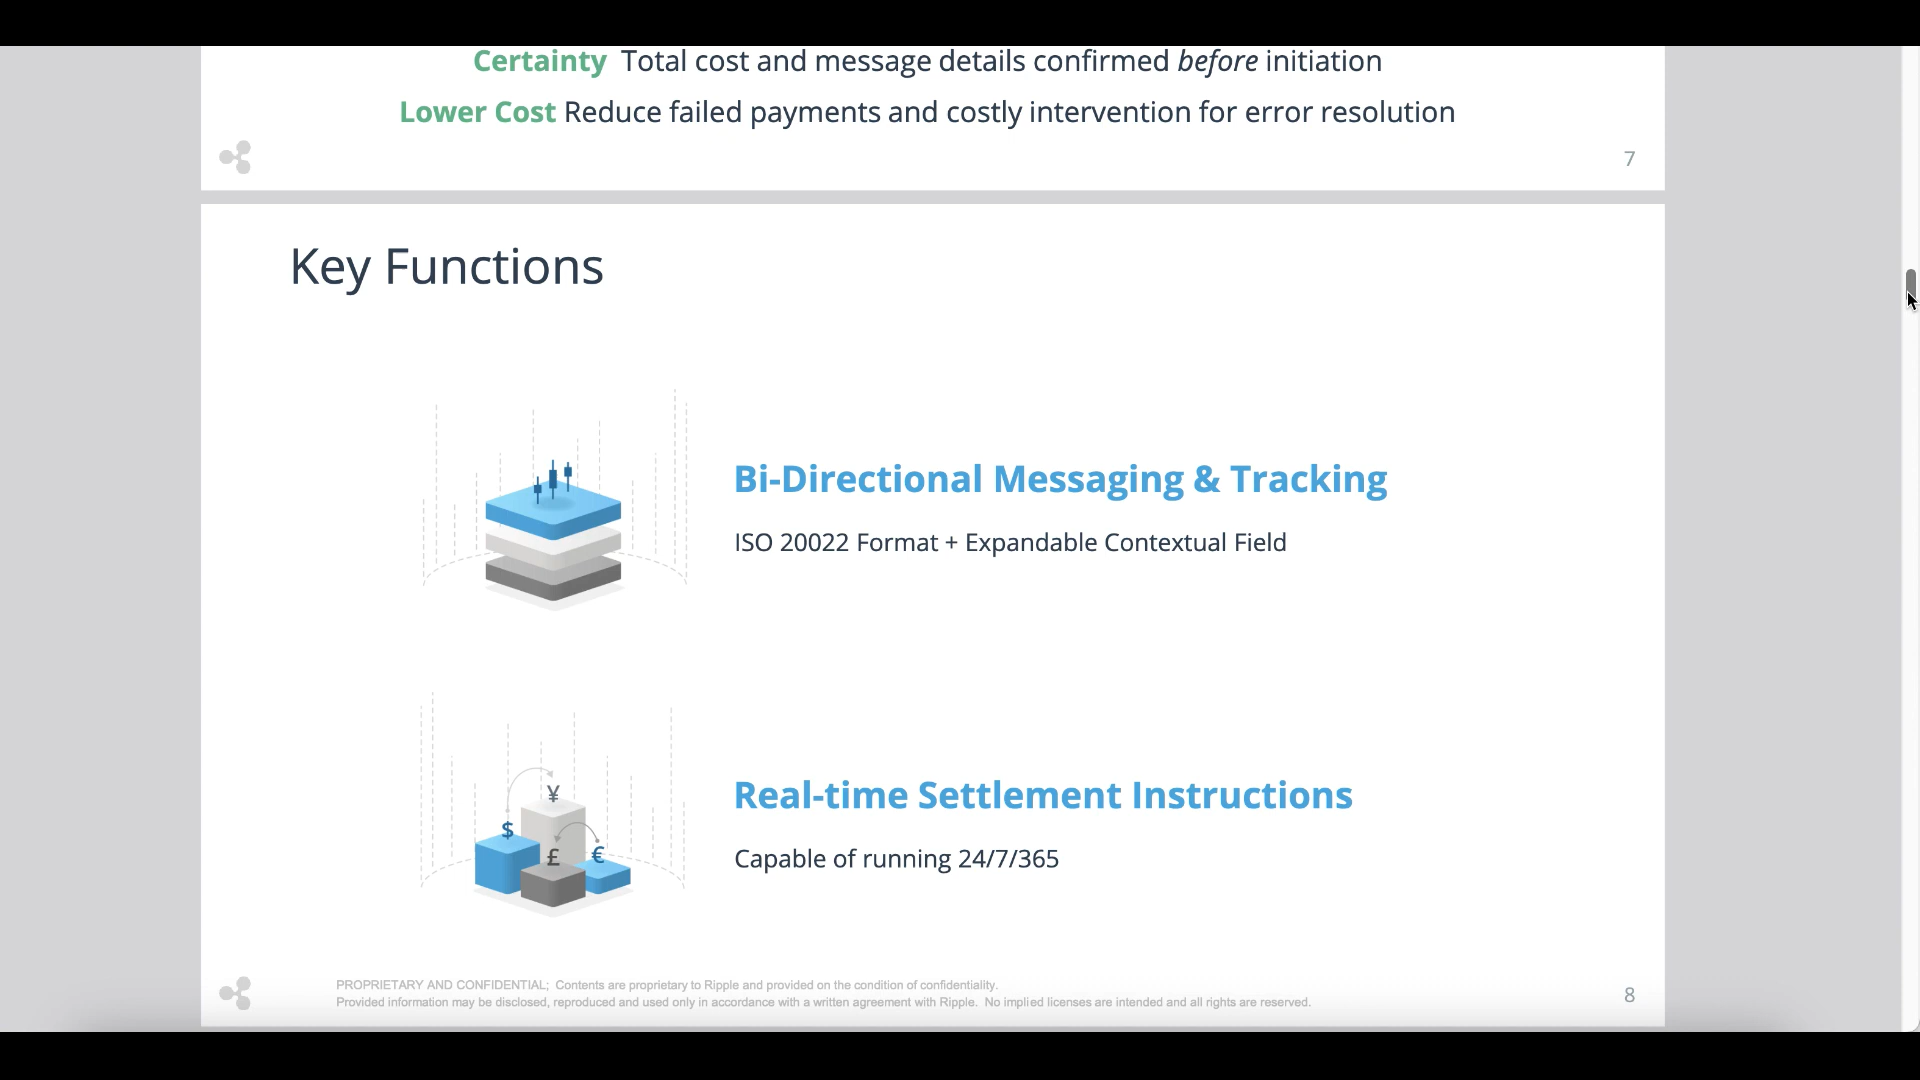 Certainty Total cost and message details confirmed before initiation
Lower Cost Reduce failed payments and costly intervention for error resolution
7
Key Functions
Bi-Directional Messaging & Tracking
ISO 20022 Format + Expandable Contextual Field
¥
$
£
€
Real-time Settlement Instructions
Capable of running 24/7/365
PROPRIETARY AND CONFIDENTIAL; Contents are proprietary to Ripple and provided on the condition of confidentiality.
Provided information may be disclosed, reproduced and used only in accordance with a written agreement with Ripple. No implied licenses are intended and all rights are reserved.
8